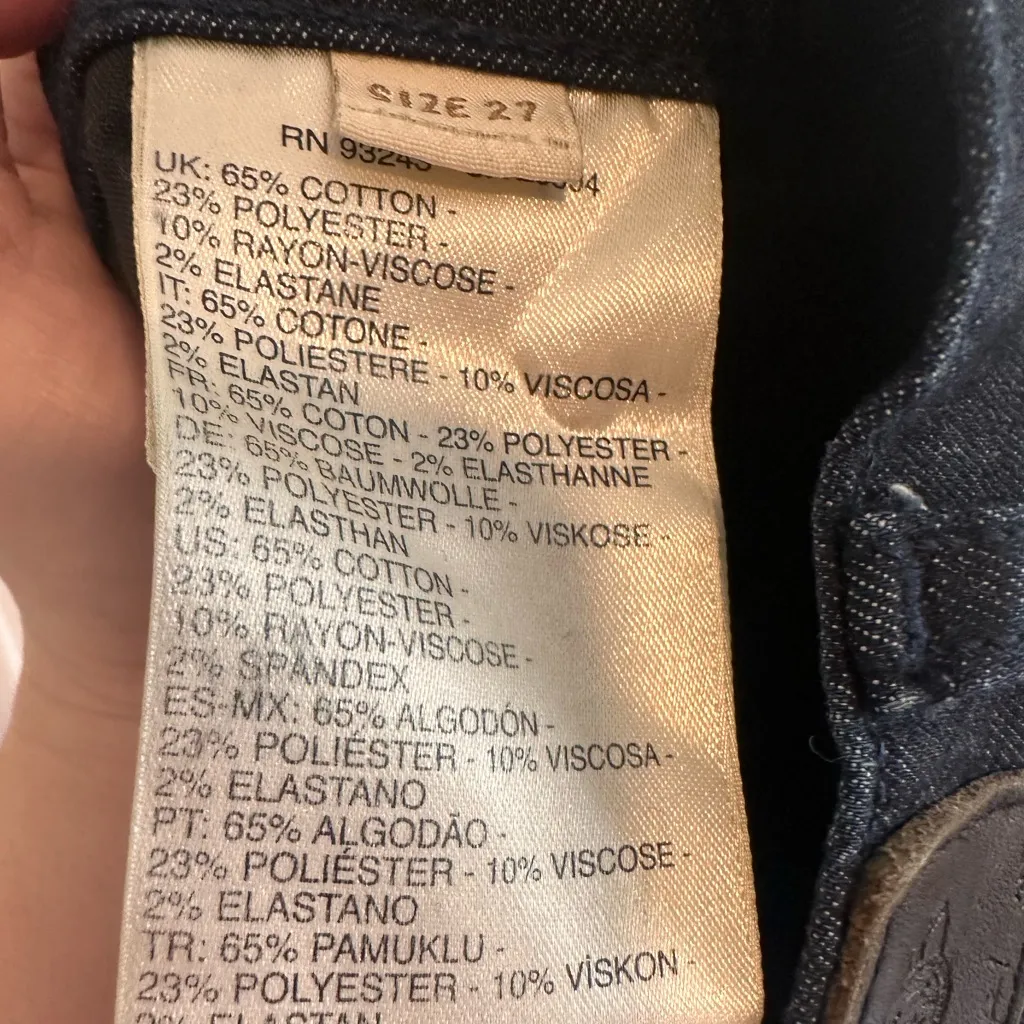 SIZE 27
RN
UK: 65% COTTON -
23% POLYESTER -
10% RAYON-VISCOSE -
2% ELASTANE
IT: 65% COTONE -
23% POLIESTERE - 10% VISCOSA -
2% ELASTAN
FR: 65% COTON - 23% POLYESTER -
10% VISCOSE - 2% ELASTHANNE
DE: 65% BAUMWOLLE -
23% POLYESTER - 10% VISKOSE -
2% ELASTHAN
US: 65% COTTON -
23% POLYESTER -
10% RAYON-VISCOSE -
2% SPANDEX
ES-MX: 65% ALGODÓN -
23% POLIÉSTER - 10% VISCOSA -
2% ELASTANO
PT: 65% ALGODÃO -
23% POLIÉSTER - 10% VISCOSE -
2% ELASTANO
TR: 65% PAMUKLU -
23% POLYESTER - 10% VİSKON -
2% ELASTAN